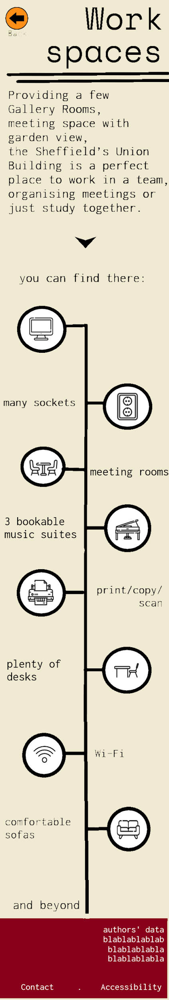 Back
Work
spaces
Providing a few
Gallery Rooms,
meeting space with
garden view,
the Sheffield's Union
Building is a perfect
place to work in a team,
organising meetings or
just study together.
you can find there:
many sockets
meeting rooms
3 bookable
music suites
print/copy/
scan
plenty of
desks
Wi-Fi
comfortable
sofas
and beyond
authors' data
blablablablab
blablablabla
blablablabla
Contact . Accessibility